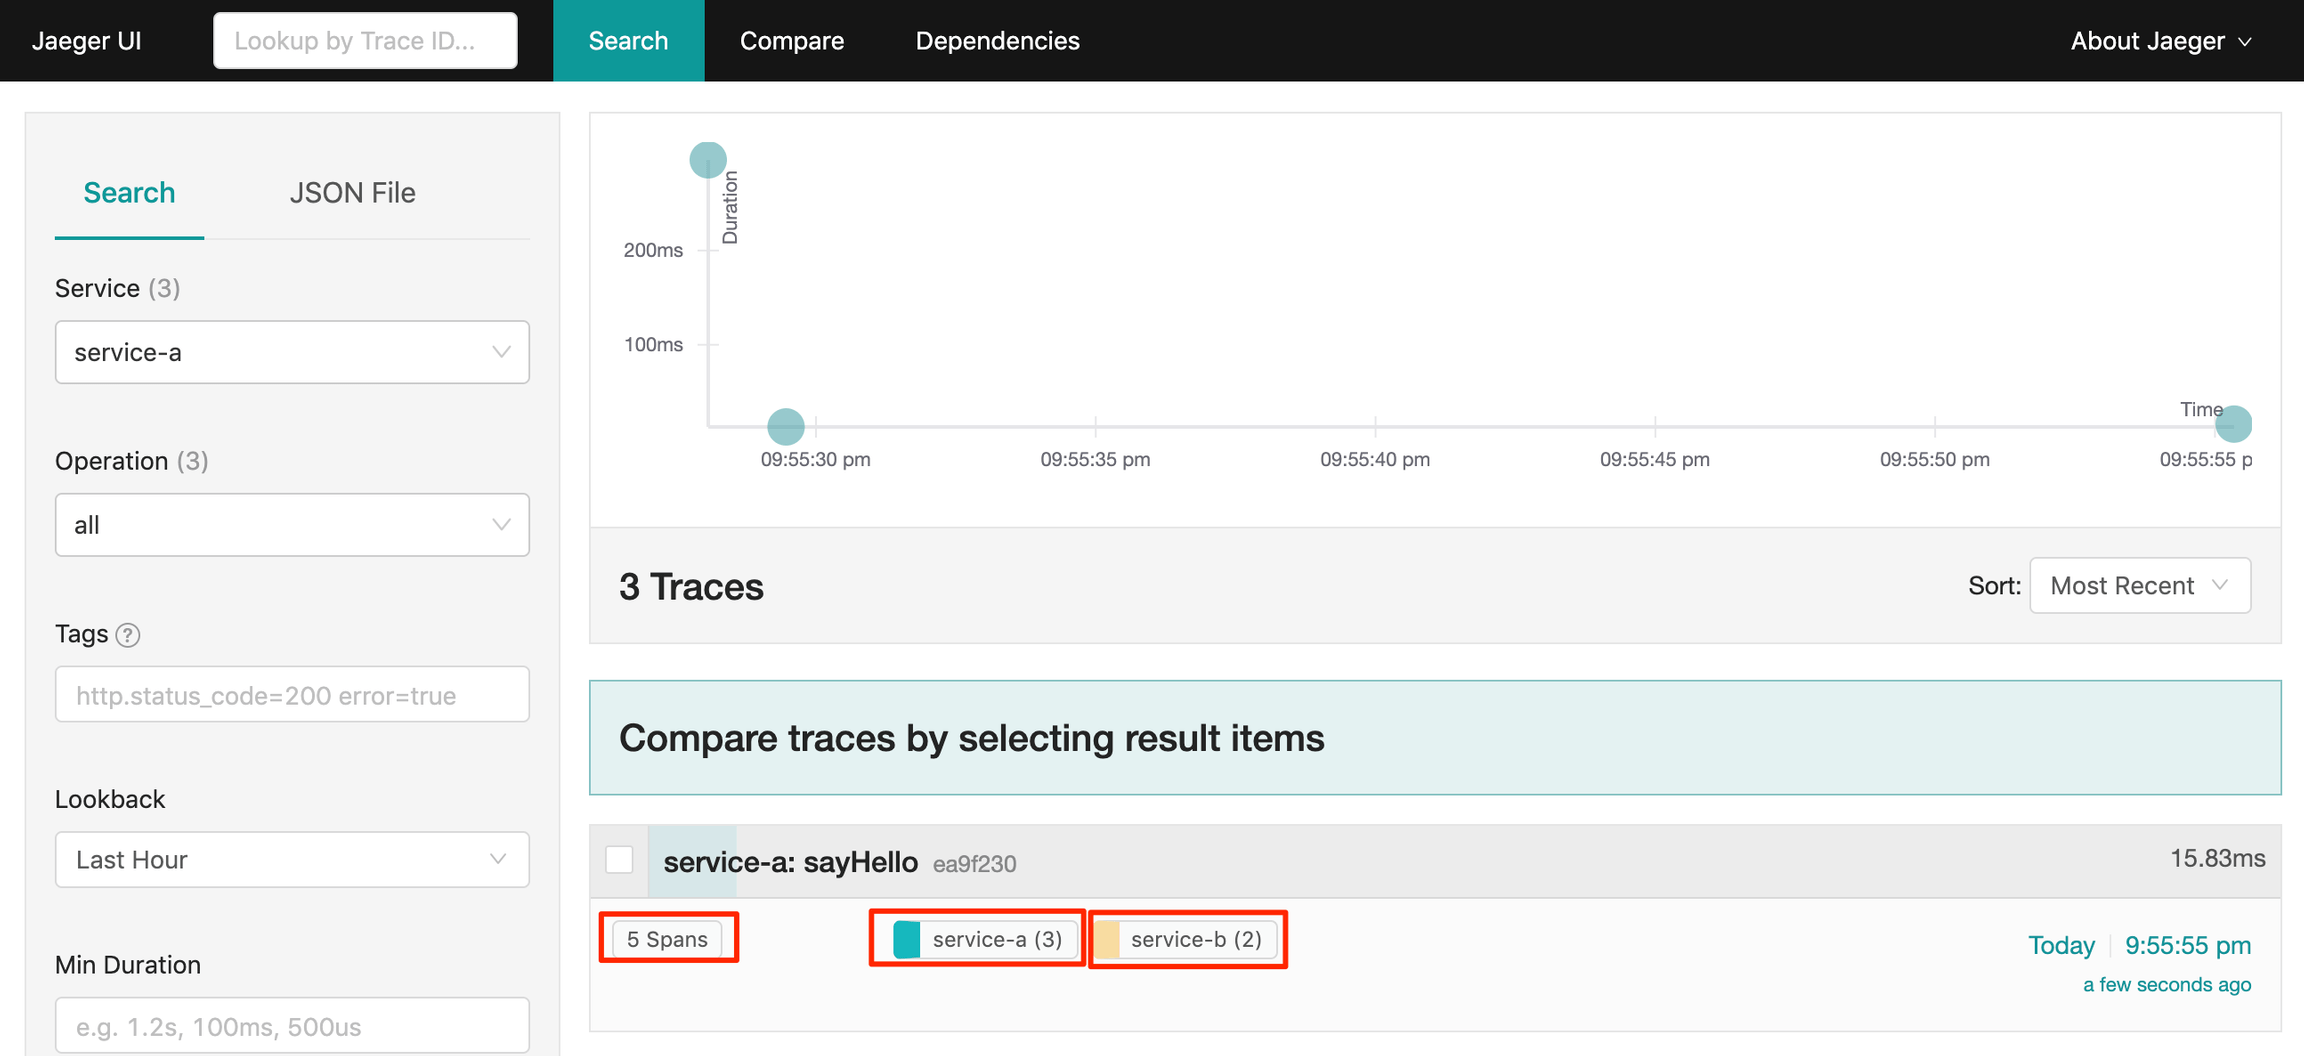 Jaeger UI
Lookup by Trace ID...
Search
Compare
Dependencies
About Jaeger
Search
JSON File
Service (3)
service-a
Operation (3)
all
Tags ?
http.status_code=200 error=true
Lookback
Last Hour
Min Duration
e.g. 1.2s, 100ms, 500us
Duration
200ms
100ms
Time
09:55:30 pm
09:55:35 pm
09:55:40 pm
09:55:45 pm
09:55:50 pm
09:55:55 p
3 Traces
Sort: Most Recent
Compare traces by selecting result items
service-a: sayHello ea9f230
15.83ms
5 Spans
service-a (3)
service-b (2)
Today
9:55:55 pm
a few seconds ago